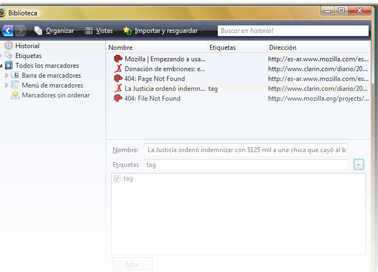 Biblioteca
Organizar Vistas Importar y resguardar Buscar en historial
Historial
Etiquetas
Todos los marcadores
Barra de marcadores
Menú de marcadores
Marcadores sin ordenar
Nombre Etiquetas Dirección
Mozilla | Empezando a usa... http://es-ar.www.mozilla.com/es...
Donación de embriones: e... http://www.clarin.com/diario/20...
404: Page Not Found http://es-ar.www.mozilla.com/es...
La Justicia ordenó indemn... tag http://www.clarin.com/diario/20...
404: File Not Found http://www.mozilla.org/projects/...
Nombre: La Justicia ordenó indemnizar con $125 mil a una chica que cayó al b
Etiquetas tag
tag
Más